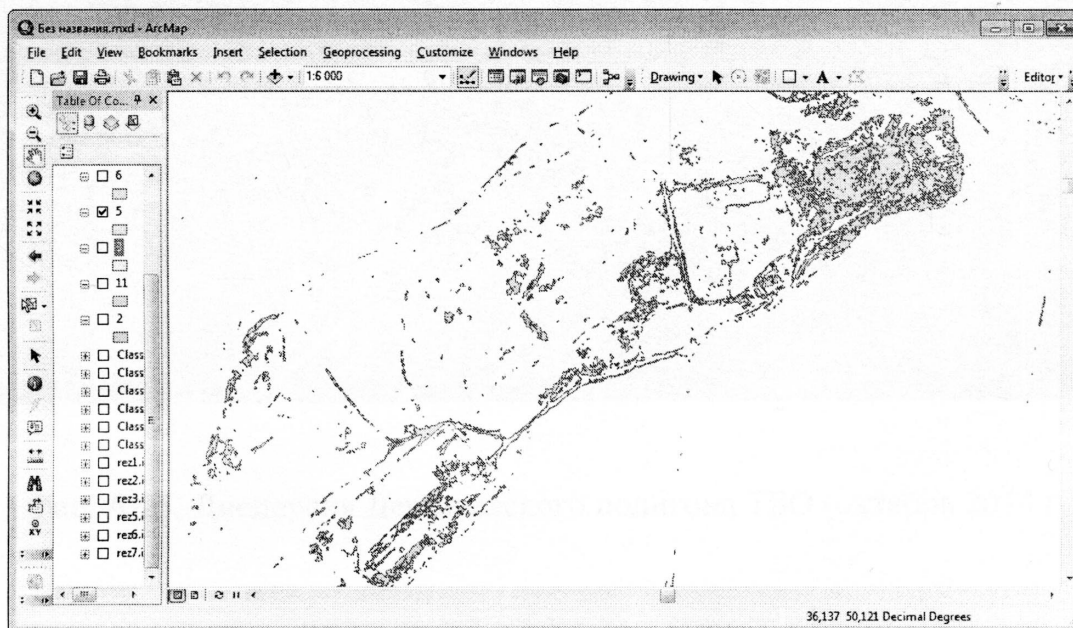 Без названия.mxd - ArcMap
File Edit View Bookmarks Insert Selection Geoprocessing Customize Windows Help
1:6 000 Drawing A Editor
Table Of Co...
6
5
11
2
Class
Class
Class
Class
Class
Class
rez1.i
rez2.i
rez3.i
rez5.i
rez6.i
rez7.i
XY
36,137 50,121 Decimal Degrees